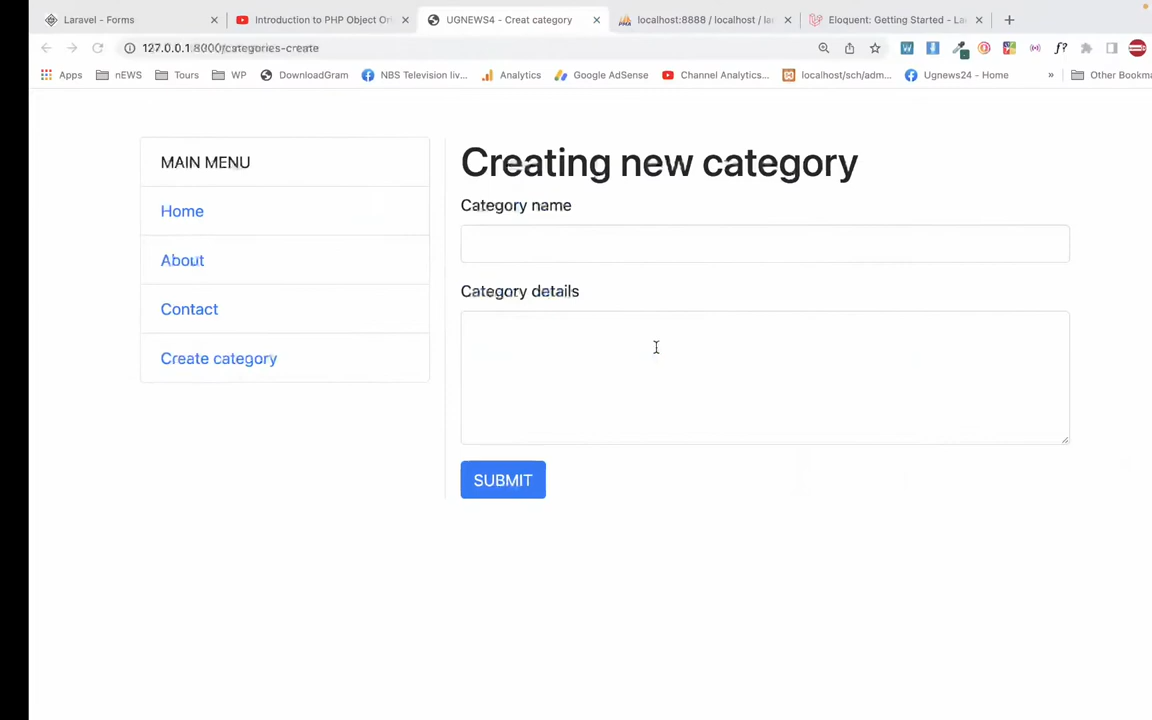 Laravel - Forms
Introduction to PHP Object Or
UGNEWS4 - Creat category
localhost:8888 / localhost / la
Eloquent: Getting Started - La
127.0.0.1:8000/categories-create
Apps
nEWS
Tours
WP
DownloadGram
NBS Television liv...
Analytics
Google AdSense
Channel Analytics...
localhost/sch/adm...
Ugnews24 - Home
»
Other Bookma
MAIN MENU
Home
About
Contact
Create category
Creating new category
Category name
Category details
SUBMIT